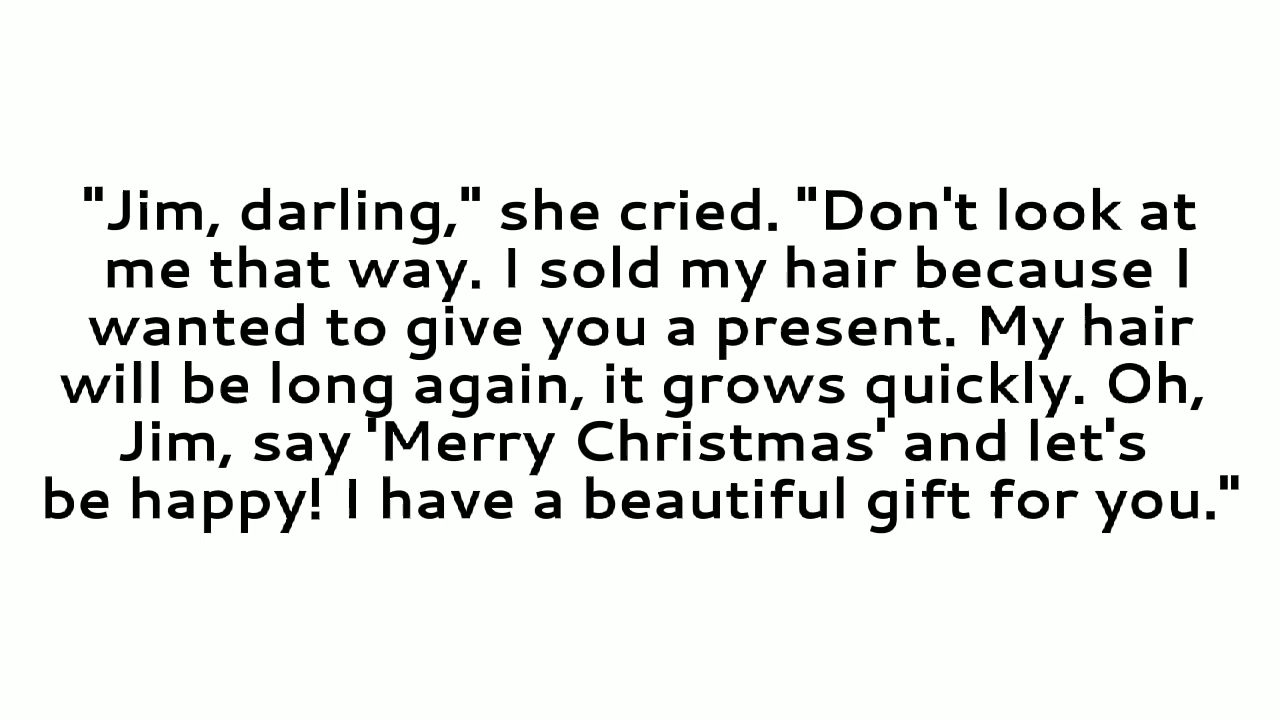 "Jim, darling," she cried. "Don't look at
me that way. I sold my hair because I
wanted to give you a present. My hair
will be long again, it grows quickly. Oh,
Jim, say 'Merry Christmas' and let's
be happy! I have a beautiful gift for you."